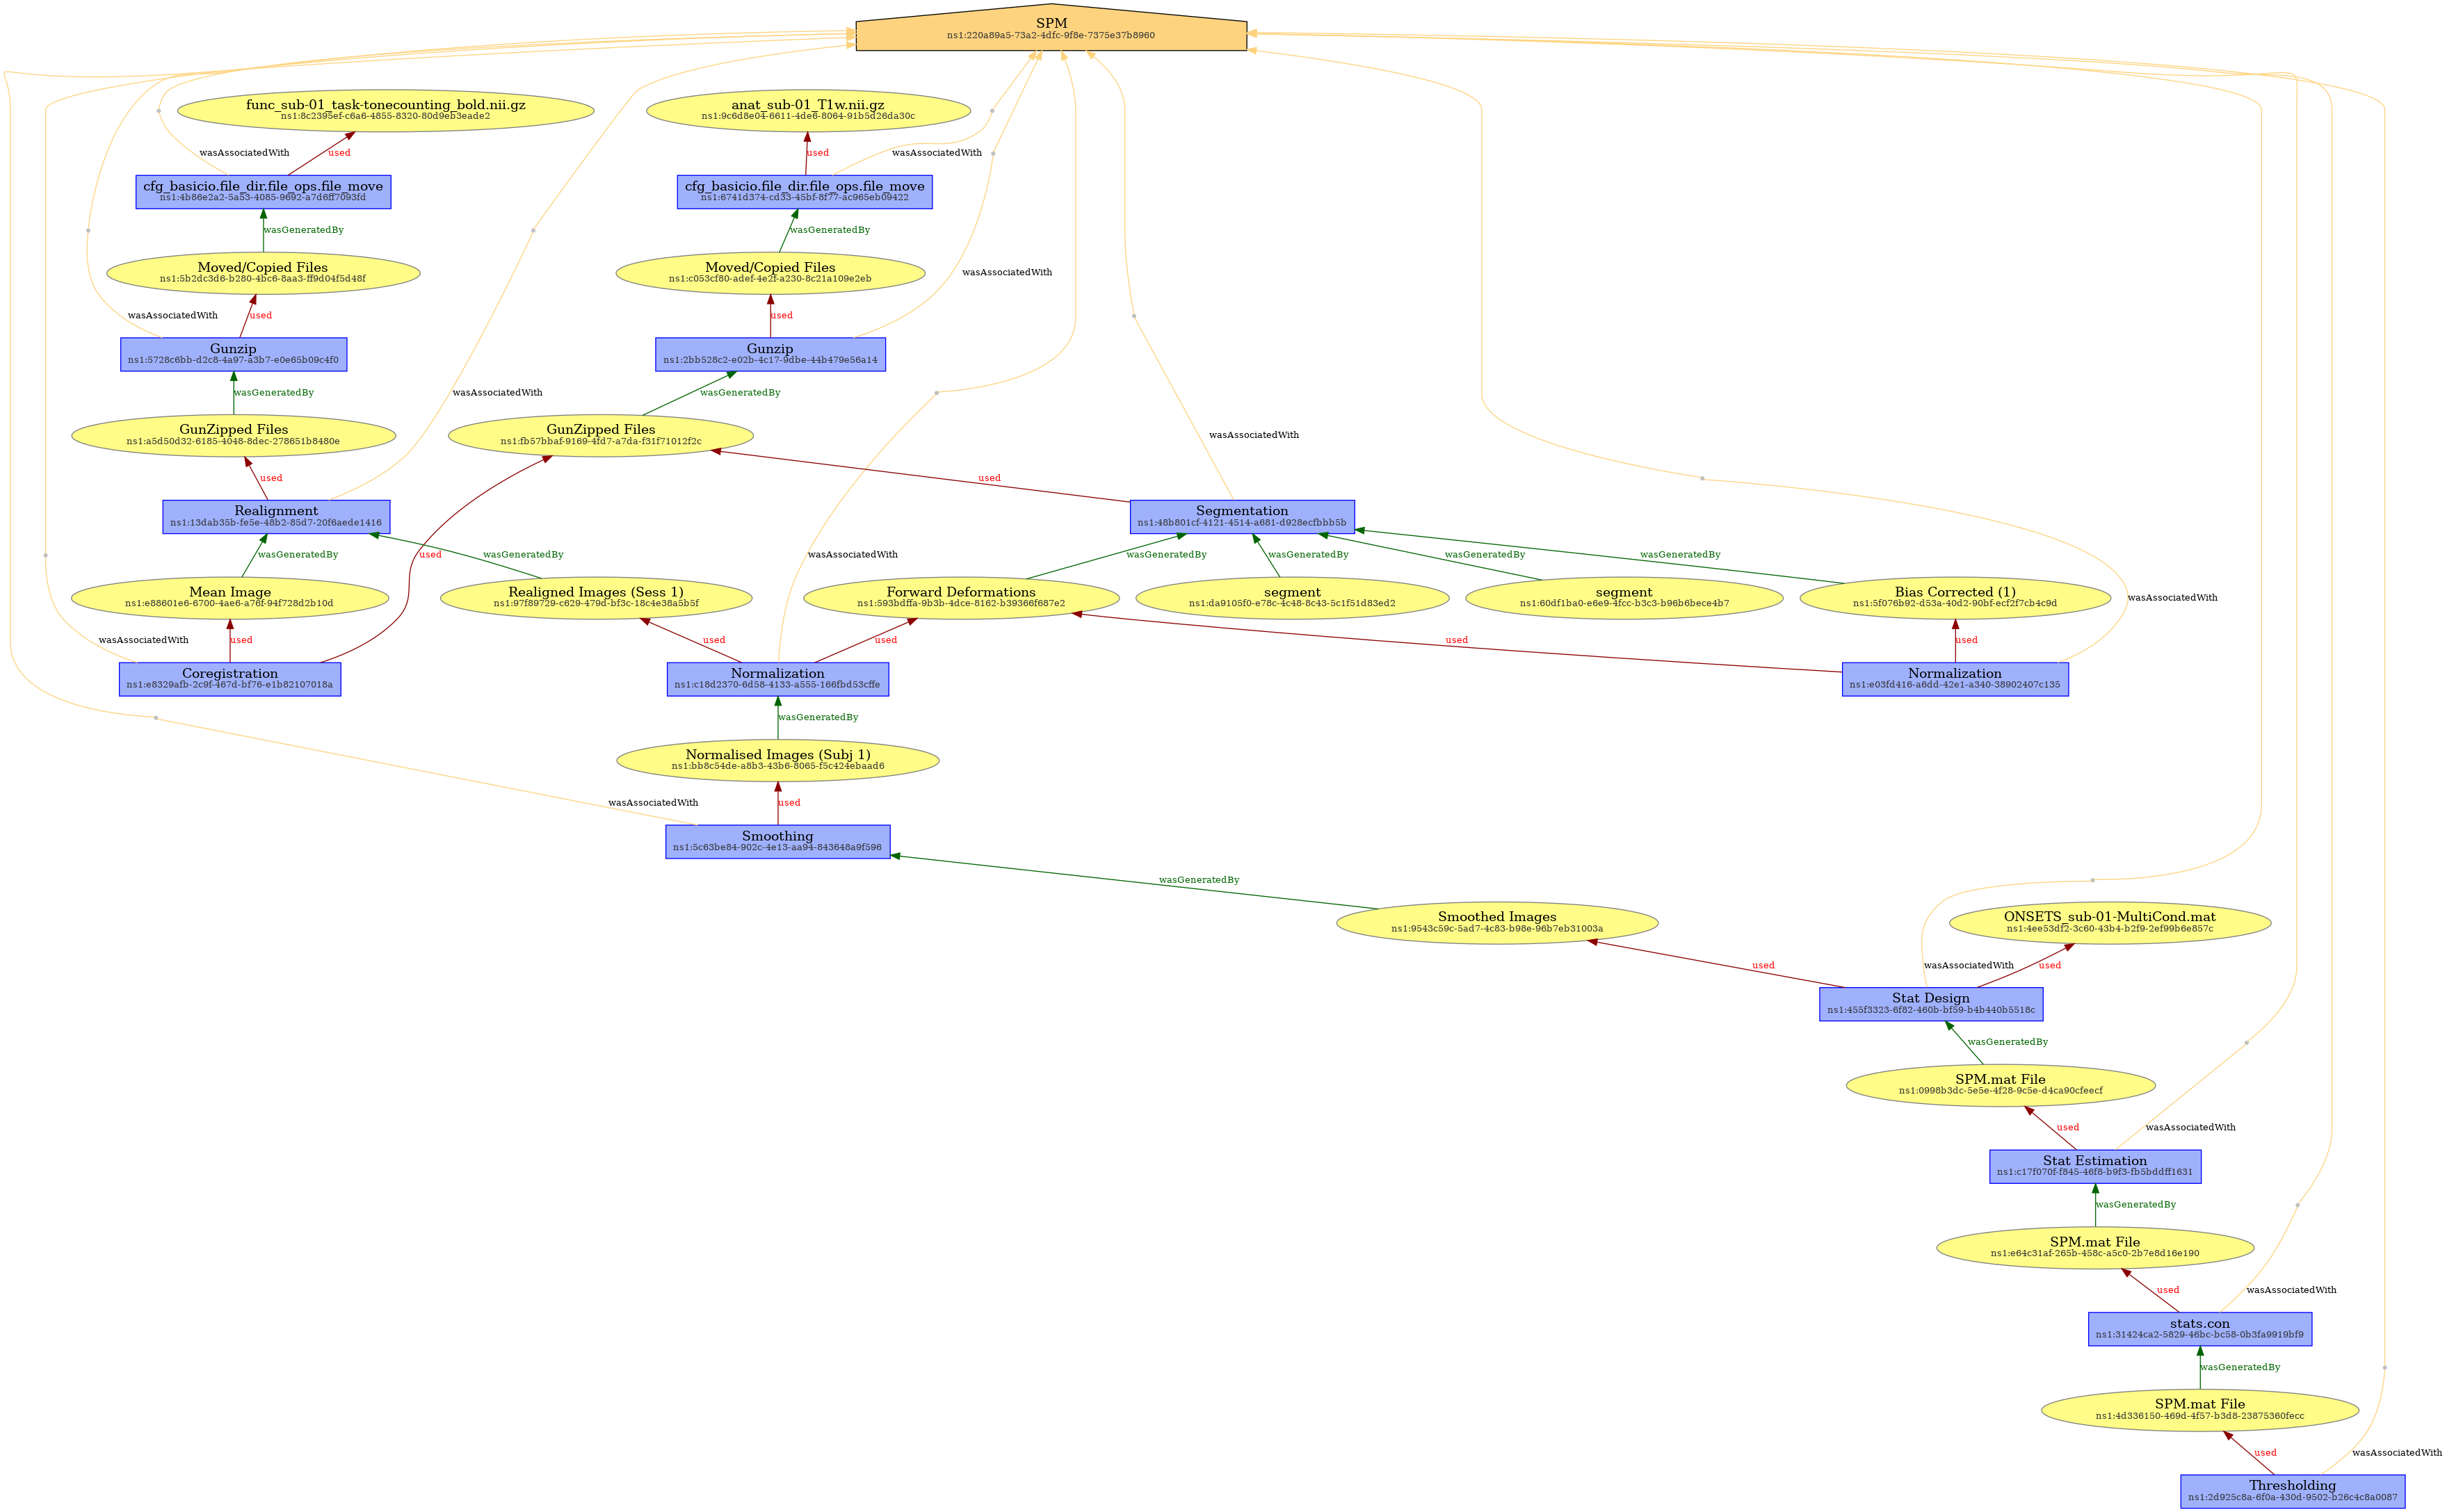 SPM
ns1:220a89a5-73a2-4dfc-9f8e-7375e37b8960
func_sub-01_task-tonecounting_bold.nii.gz
ns1:8c2395ef-c6a6-4855-8320-80d9eb3eade2
anat_sub-01_T1w.nii.gz
ns1:9c6d8e04-6611-4de6-8064-91b5d26da30c
wasAssociatedWith
used
used
wasAssociatedWith
cfg_basicio.file_dir.file_ops.file_move
ns1:4b86e2a2-5a53-4085-9692-a7d6ff7093fd
cfg_basicio.file_dir.file_ops.file_move
ns1:6741d374-cd33-45bf-8f77-ac965eb09422
wasGeneratedBy
wasGeneratedBy
Moved/Copied Files
ns1:5b2dc3d6-b280-4bc6-8aa3-ff9d04f5d48f
Moved/Copied Files
ns1:c053cf80-adef-4e2f-a230-8c21a109e2eb
wasAssociatedWith
wasAssociatedWith
used
used
Gunzip
ns1:5728c6bb-d2c8-4a97-a3b7-e0e65b09c4f0
Gunzip
ns1:2bb528c2-e02b-4c17-9dbe-44b479e56a14
wasGeneratedBy
wasAssociatedWith
wasGeneratedBy
GunZipped Files
ns1:a5d50d32-6185-4048-8dec-278651b8480e
GunZipped Files
ns1:fb57bbaf-9169-4fd7-a7da-f31f71012f2c
wasAssociatedWith
used
used
Realignment
ns1:13dab35b-fe5e-48b2-85d7-20f6aede1416
Segmentation
ns1:48b801cf-4121-4514-a681-d928ecfbbb5b
wasGeneratedBy
used
wasGeneratedBy
wasAssociatedWith
wasGeneratedBy
wasGeneratedBy
wasGeneratedBy
wasGeneratedBy
Mean Image
ns1:e88601e6-6700-4ae6-a76f-94f728d2b10d
Realigned Images (Sess 1)
ns1:97f89729-c629-479d-bf3c-18c4e38a5b5f
Forward Deformations
ns1:593bdffa-9b3b-4dce-8162-b39366f687e2
segment
ns1:da9105f0-e78c-4c48-8c43-5c1f51d83ed2
segment
ns1:60df1ba0-e6e9-4fcc-b3c3-b96b6bece4b7
Bias Corrected (1)
ns1:5f076b92-d53a-40d2-90bf-ecf2f7cb4c9d
wasAssociatedWith
wasAssociatedWith
used
used
used
used
used
Coregistration
ns1:e8329afb-2c9f-467d-bf76-e1b82107018a
Normalization
ns1:c18d2370-6d58-4133-a555-166fbd53cffe
Normalization
ns1:e03fd416-a6dd-42e1-a340-38902407c135
wasGeneratedBy
Normalised Images (Subj 1)
ns1:bb8c54de-a8b3-43b6-8065-f5c424ebaad6
wasAssociatedWith
used
Smoothing
ns1:5c63be84-902c-4e13-aa94-843648a9f596
wasGeneratedBy
Smoothed Images
ns1:9543c59c-5ad7-4c83-b98e-96b7eb31003a
ONSETS_sub-01-MultiCond.mat
ns1:4ee53df2-3c60-43b4-b2f9-2ef99b6e857c
used
wasAssociatedWith
used
Stat Design
ns1:455f3323-6f82-460b-bf59-b4b440b5518c
wasGeneratedBy
SPM.mat File
ns1:0998b3dc-5e5e-4f28-9c5e-d4ca90cfeecf
used
wasAssociatedWith
Stat Estimation
ns1:c17f070f-f845-46f8-b9f3-fb5bddff1631
wasGeneratedBy
SPM.mat File
ns1:e64c31af-265b-458c-a5c0-2b7e8d16e190
used
wasAssociatedWith
stats.con
ns1:31424ca2-5829-46bc-bc58-0b3fa9919bf9
wasGeneratedBy
SPM.mat File
ns1:4d336150-469d-4f57-b3d8-23875360fecc
used
wasAssociatedWith
Thresholding
ns1:2d925c8a-6f0a-430d-9502-b26c4c8a0087